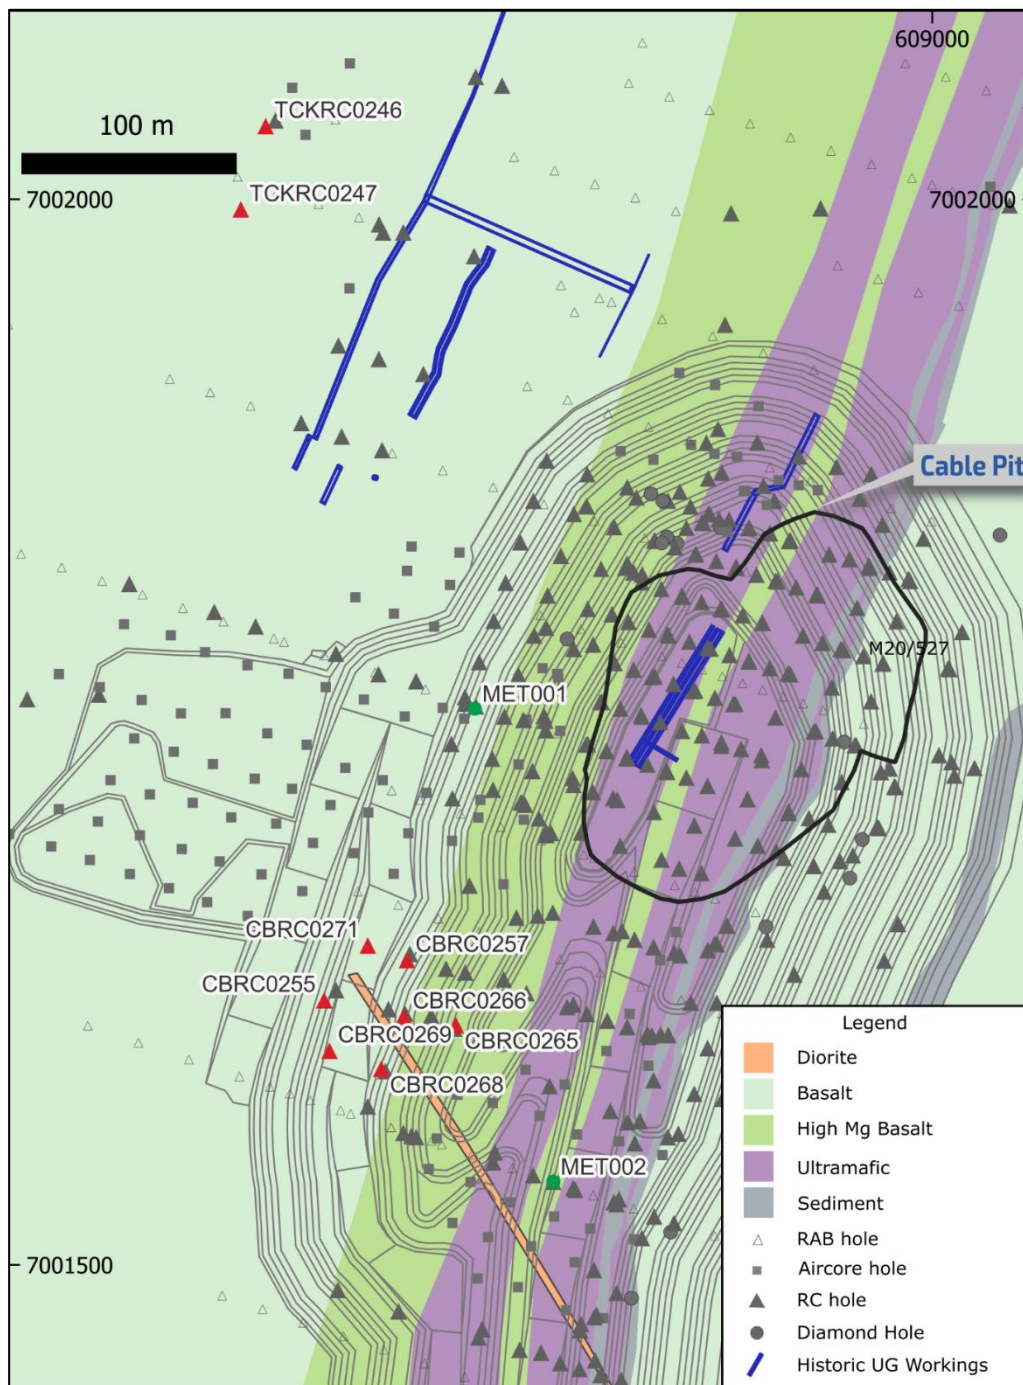 609000
TCKRC0246
100 m
TCKRC0247
7002000
7002000
Cable Pit
M20/527
MET001
CBRC0271
CBRC0257
CBRC0255
CBRC0266
CBRC0269
CBRC0265
CBRC0268
MET002
7001500
Legend
Diorite
Basalt
High Mg Basalt
Ultramafic
Sediment
RAB hole
Aircore hole
RC hole
Diamond Hole
Historic UG Workings